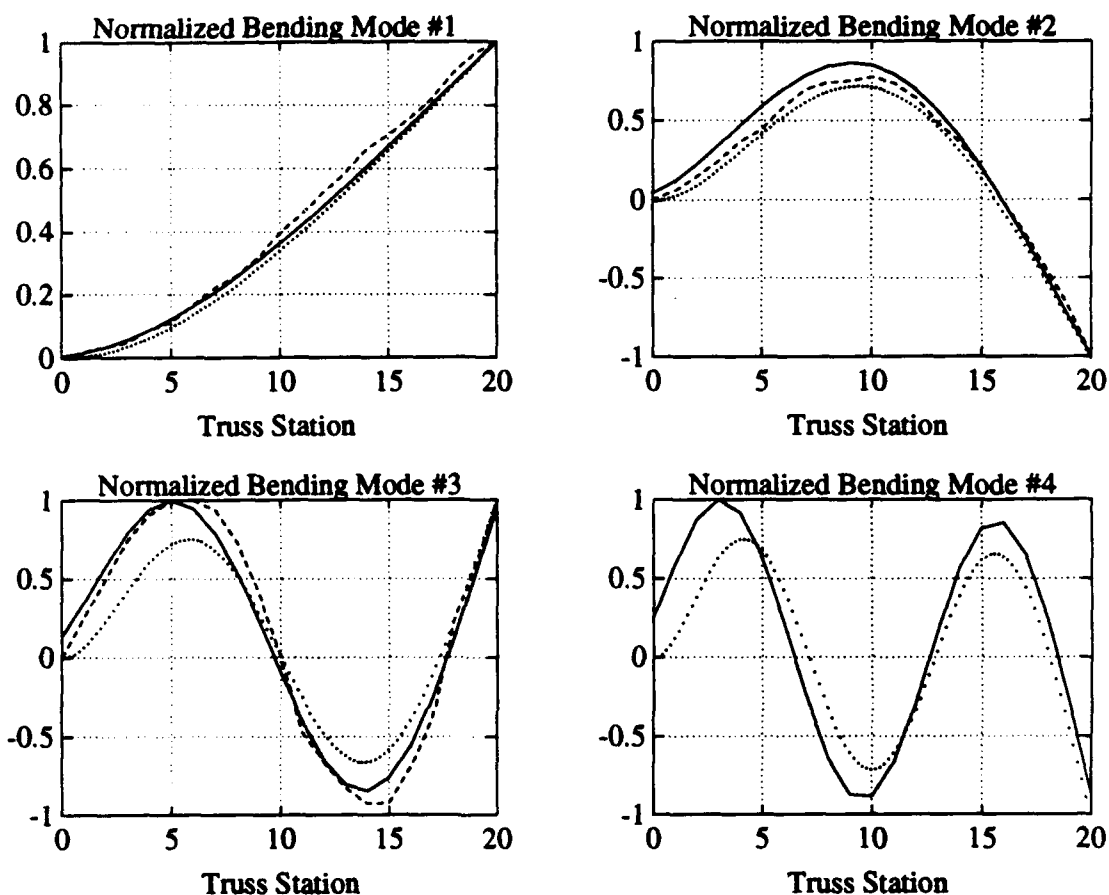 Normalized Bending Mode #1
1
0.8
0.6
0.4
0.2
0
0 5 10 15 20
Truss Station
Normalized Bending Mode #2
1
0.5
0
-0.5
-1
0 5 10 15 20
Truss Station
Normalized Bending Mode #3
1
0.5
0
-0.5
-1
0 5 10 15 20
Truss Station
Normalized Bending Mode #4
1
0.5
0
-0.5
-1
0 5 10 15 20
Truss Station